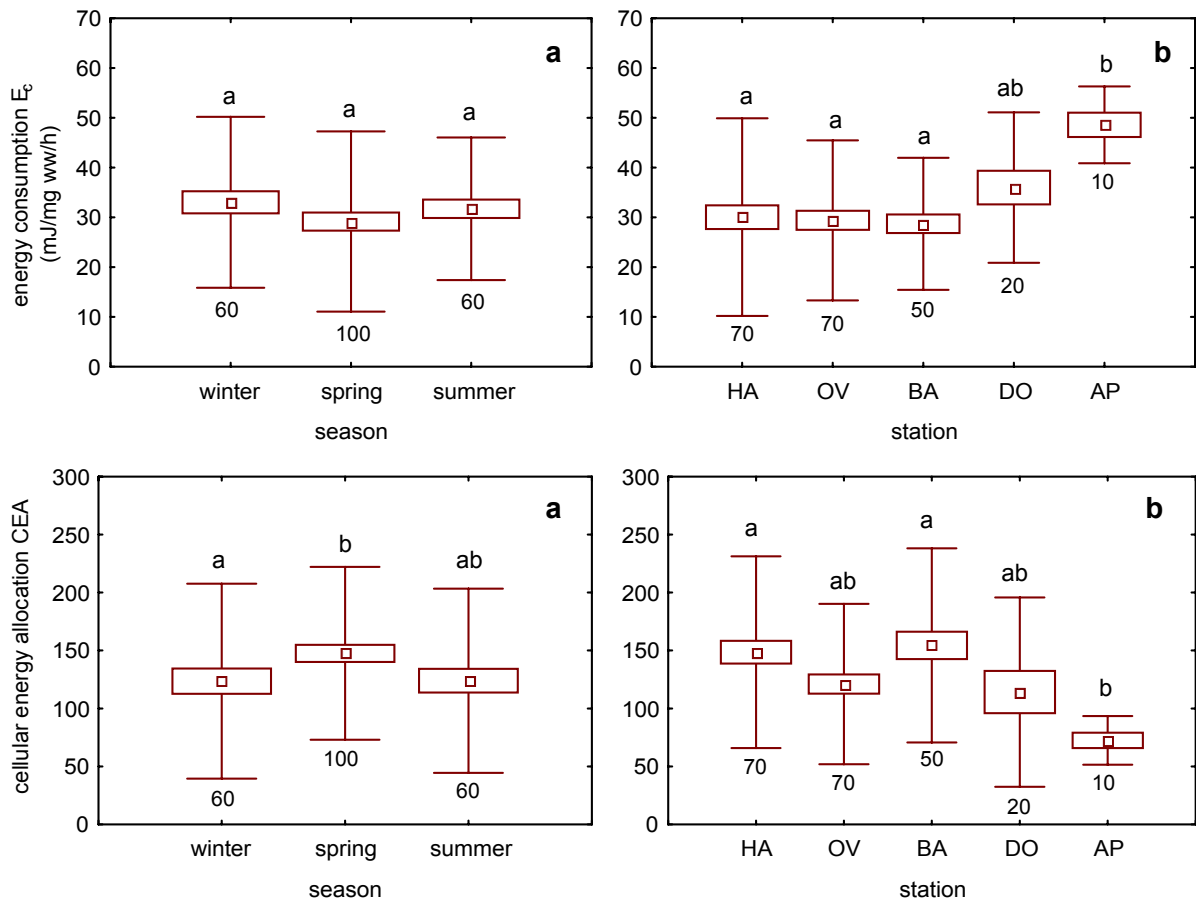 energy consumption Ec
(mJ/mg ww/h)
70
60
50
40
30
20
10
0
a
a a a
60 100 60
winter spring summer
season
70
60
50
40
30
20
10
0
b
a a a ab b
70 70 50 20 10
HA OV BA DO AP
station
cellular energy allocation CEA
300
250
200
150
100
50
0
a
a b ab
60 100 60
winter spring summer
season
300
250
200
150
100
50
0
b
a ab a ab b
70 70 50 20 10
HA OV BA DO AP
station